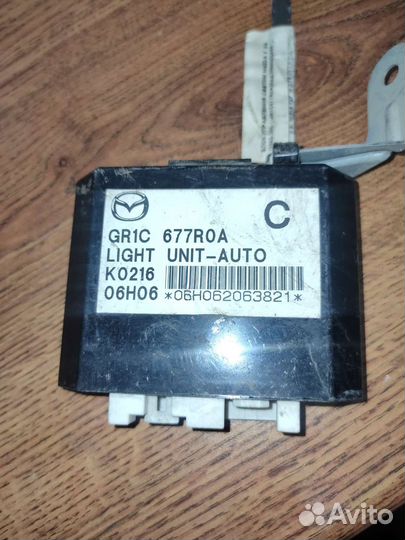 C
GR1C 677R0A
LIGHT UNIT-AUTO
K0216
06H06 *06H062063821*
Avito